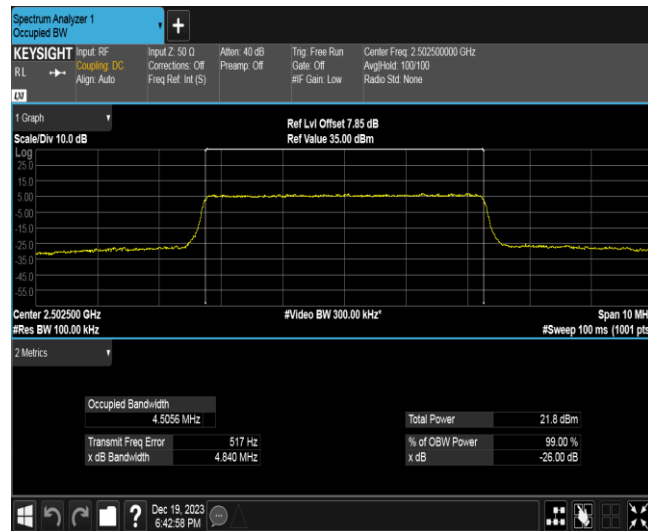 Spectrum Analyzer 1
Occupied BW
+
KEYSIGHT
RL
LXI
Input: RF
Coupling: DC
Align: Auto
Input Z: 50 Ω
Corrections: Off
Freq Ref: Int (S)
Atten: 40 dB
Preamp: Off
Trig: Free Run
Gate: Off
#IF Gain: Low
Center Freq: 2.502500000 GHz
Avg|Hold: 100/100
Radio Std: None
1 Graph
Scale/Div 10.0 dB
Ref Lvl Offset 7.85 dB
Ref Value 35.00 dBm
Log
25.0
15.0
5.00
-5.00
-15.0
-25.0
-35.0
-45.0
-55.0
Center 2.502500 GHz
#Res BW 100.00 kHz
#Video BW 300.00 kHz*
Span 10 MH
#Sweep 100 ms (1001 pts
2 Metrics
Occupied Bandwidth
4.5056 MHz
Transmit Freq Error 517 Hz
x dB Bandwidth 4.840 MHz
Total Power 21.8 dBm
% of OBW Power 99.00 %
x dB -26.00 dB
?
Dec 19, 2023
6:42:58 PM